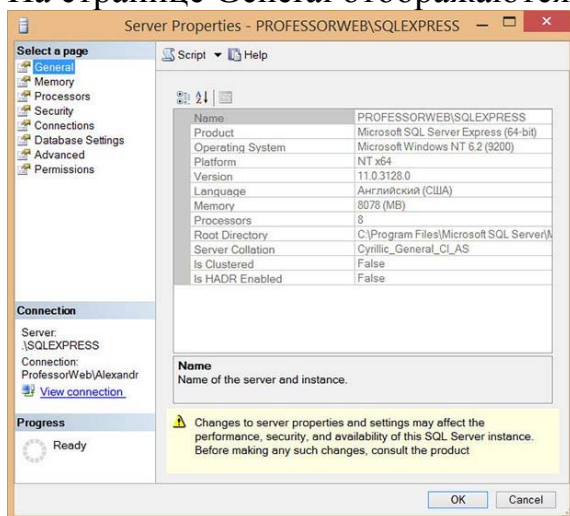 На странице General отображаются
Server Properties - PROFESSORWEB\SQLEXPRESS
Select a page
General
Memory
Processors
Security
Connections
Database Settings
Advanced
Permissions
Script Help
Name PROFESSORWEB\SQLEXPRESS
Product Microsoft SQL Server Express (64-bit)
Operating System Microsoft Windows NT 6.2 (9200)
Platform NT x64
Version 11.0.3128.0
Language Английский (США)
Memory 8078 (MB)
Processors 8
Root Directory C:\Program Files\Microsoft SQL Server\M
Server Collation Cyrillic_General_CI_AS
Is Clustered False
Is HADR Enabled False
Connection
Server:
.\SQLEXPRESS
Connection:
ProfessorWeb\Alexandr
View connection
Progress
Ready
Name
Name of the server and instance.
Changes to server properties and settings may affect the
performance, security, and availability of this SQL Server instance.
Before making any such changes, consult the product
OK Cancel